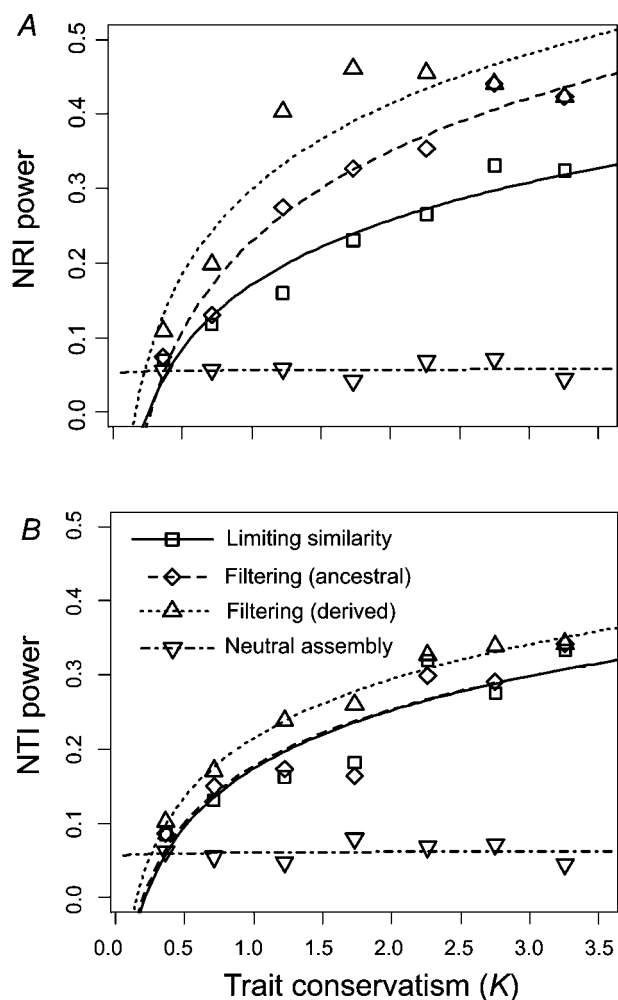 A
NRI power
0.5
0.4
0.3
0.2
0.1
0.0
B
NTI power
0.5
0.4
0.3
0.2
0.1
0.0
Limiting similarity
Filtering (ancestral)
Filtering (derived)
Neutral assembly
0.0 0.5 1.0 1.5 2.0 2.5 3.0 3.5
Trait conservatism (K)